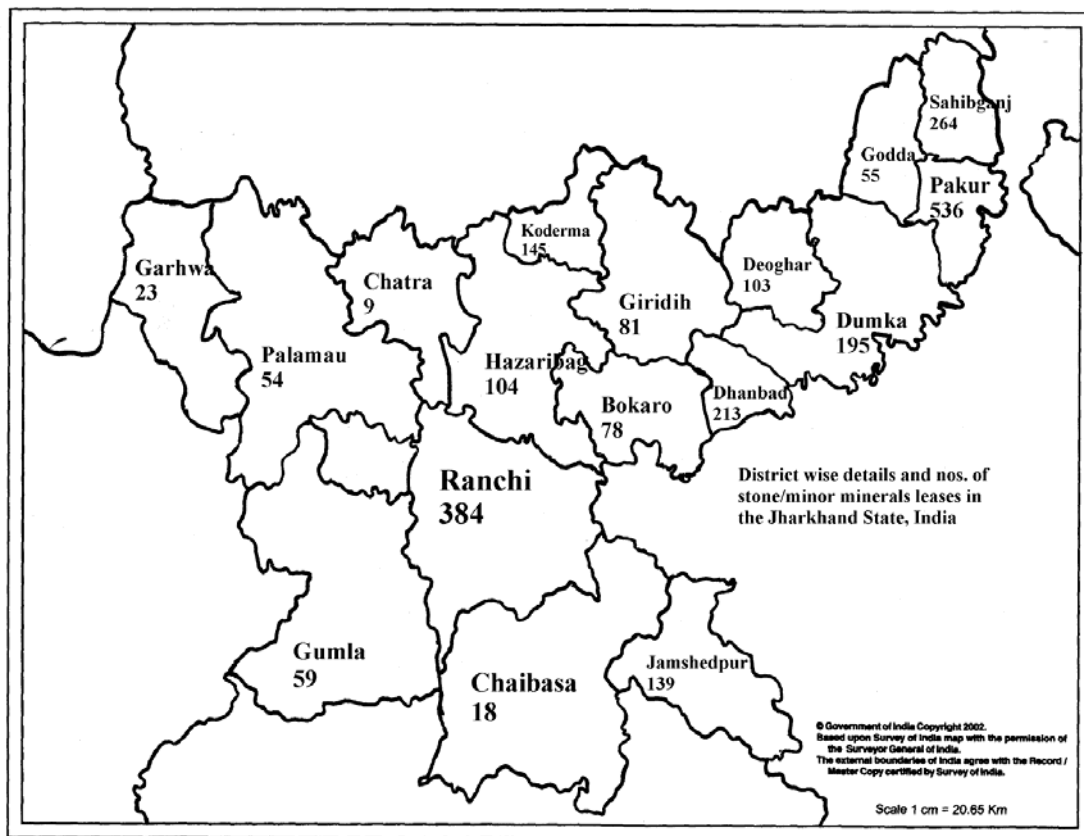 Sahibganj
264
Godda
55
Pakur
536
Koderma
145
Garhwa
23
Chatra
9
Deoghar
103
Giridih
81
Dumka
195
Palamau
54
Hazaribag
104
Dhanbad
213
Bokaro
78
Ranchi
384
District wise details and nos. of
stone/minor minerals leases in
the Jharkhand State, India
Gumla
59
Chaibasa
18
Jamshedpur
139
© Government of India Copyright 2002.
Based upon Survey of India map with the permission of
the Surveyor General of India.
The external boundaries of India agree with the Record /
Master Copy certified by Survey of India.
Scale 1 cm = 20.65 Km